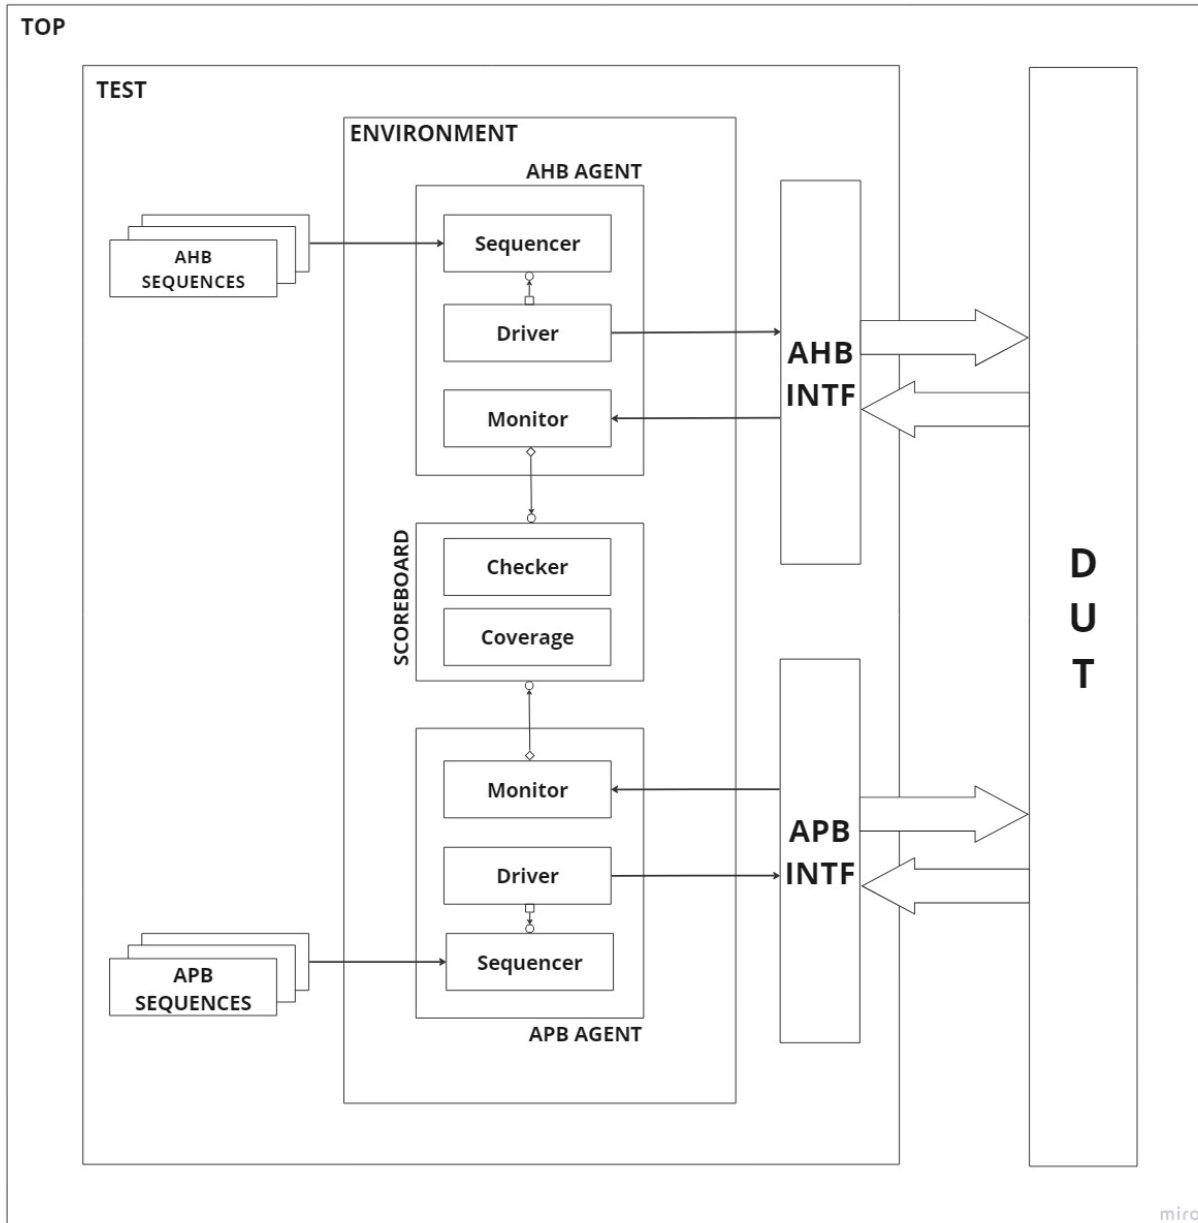 TOP
TEST
ENVIRONMENT
AHB AGENT
Sequencer
AHB
SEQUENCES
Driver
AHB
INTF
Monitor
SCOREBOARD
Checker
Coverage
D
U
T
Monitor
APB
INTF
Driver
Sequencer
APB
SEQUENCES
APB AGENT
miro